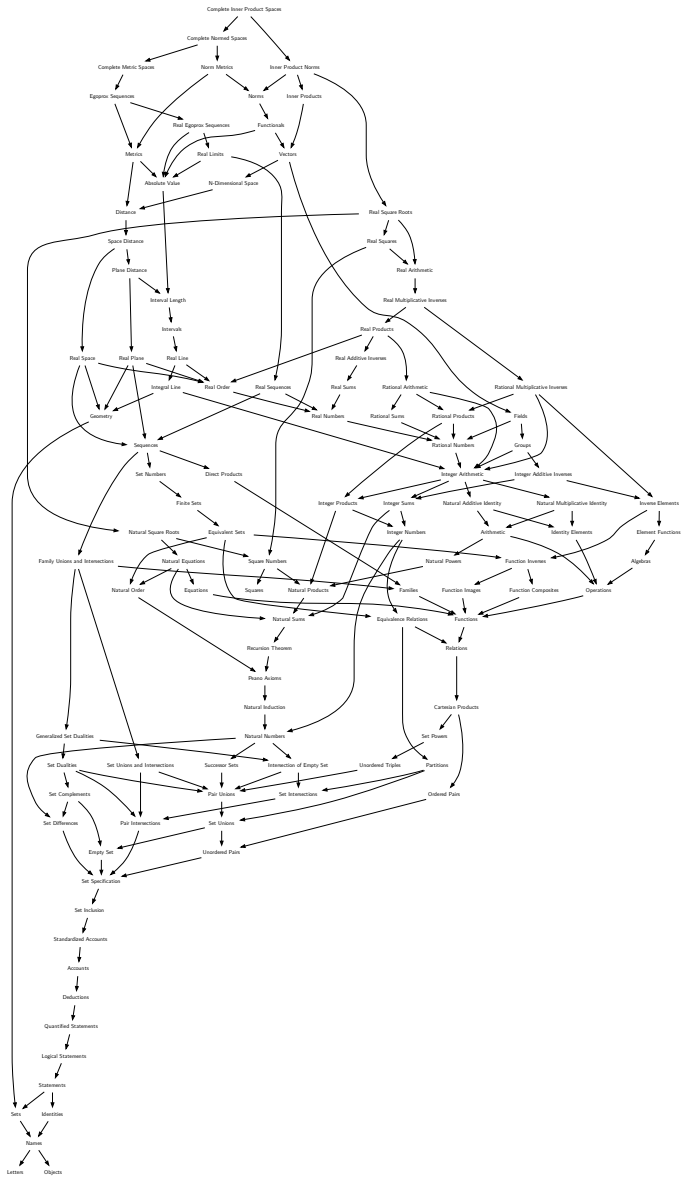 Complete Inner Product Spaces
Complete Normed Spaces
Complete Metric Spaces Norm Metrics Inner Product Norms
Egoprox Sequences Norms Inner Products
Real Egoprox Sequences Functionals
Metrics Real Limits Vectors
Absolute Value N-Dimensional Space
Distance Real Square Roots
Space Distance Real Squares
Plane Distance Real Arithmetic
Interval Length Real Multiplicative Inverses
Intervals Real Products
Real Space Real Plane Real Line Real Additive Inverses
Integral Line Real Order Real Sequences Real Sums Rational Arithmetic Rational Multiplicative Inverses
Geometry Real Numbers Rational Sums Rational Products Fields
Sequences Rational Numbers Groups
Set Numbers Direct Products Integer Arithmetic Integer Additive Inverses
Finite Sets Integer Products Integer Sums Natural Additive Identity Natural Multiplicative Identity Inverse Elements
Natural Square Roots Equivalent Sets Integer Numbers Arithmetic Identity Elements Element Functions
Family Unions and Intersections Natural Equations Square Numbers Natural Powers Function Inverses Algebras
Natural Order Equations Squares Natural Products Families Function Images Function Composites Operations
Natural Sums Equivalence Relations Functions
Recursion Theorem Relations
Peano Axioms
Natural Induction Cartesian Products
Generalized Set Dualities Natural Numbers Set Powers
Set Dualities Set Unions and Intersections Successor Sets Intersection of Empty Set Unordered Triples Partitions
Set Complements Pair Unions Set Intersections Ordered Pairs
Set Differences Pair Intersections Set Unions
Empty Set Unordered Pairs
Set Specification
Set Inclusion
Standardized Accounts
Accounts
Deductions
Quantified Statements
Logical Statements
Statements
Sets Identities
Names
Letters Objects